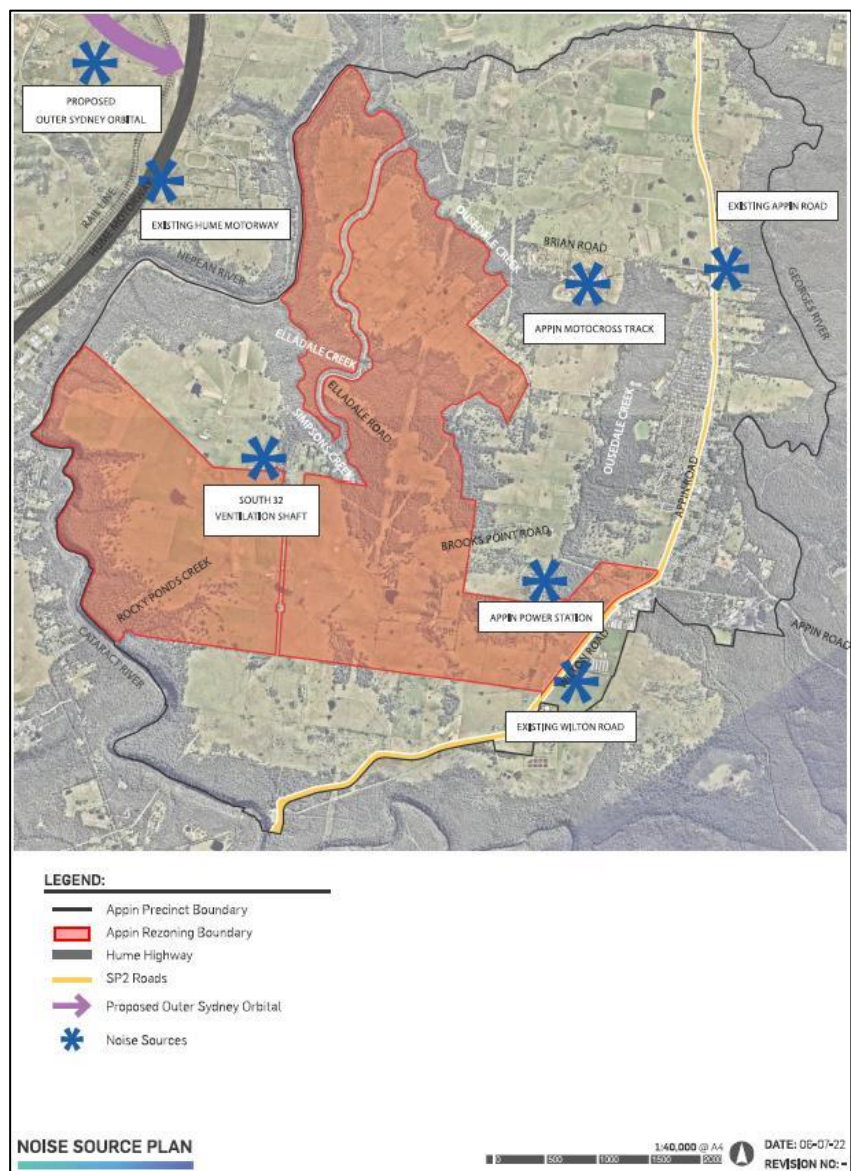 PROPOSED
OUTER SYDNEY ORBITAL
RAIL LINE
HUME MOTORWAY
EXISTING HUME MOTORWAY
NEPEAN RIVER
OUSEDALE CREEK
BRIAN ROAD
EXISTING APPIN ROAD
GEORGES RIVER
APPIN MOTOCROSS TRACK
ELLADALE CREEK
ELLADALE ROAD
SIMPSONS CREEK
OUSEDALE CREEK
APPIN ROAD
SOUTH 32
VENTILATION SHAFT
BROOKS POINT ROAD
ROCKY PONDS CREEK
APPIN POWER STATION
CATARACT RIVER
WILTON ROAD
APPIN ROAD
EXISTING WILTON ROAD
LEGEND:
Appin Precinct Boundary
Appin Rezoning Boundary
Hume Highway
SP2 Roads
Proposed Outer Sydney Orbital
Noise Sources
NOISE SOURCE PLAN
1:40,000 @ A4
0 500 1000 1500 2000
DATE: 06-07-22
REVISION NO: -